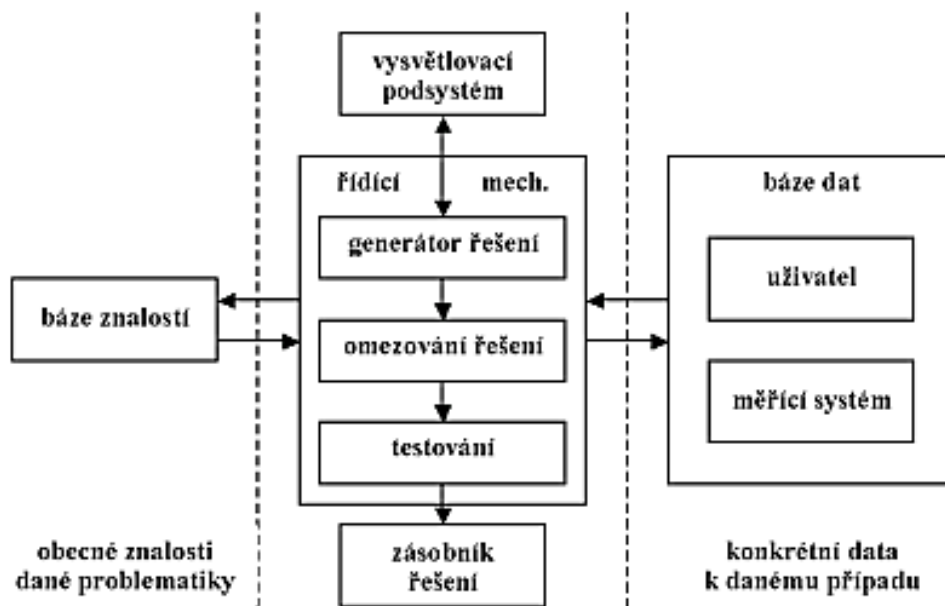 vysvětlovací
podsystém
řídící mech.
generátor řešení
omezování řešení
testování
zásobník
řešení
báze znalostí
obecné znalosti
dané problematiky
báze dat
uživatel
měřící systém
konkrétní data
k danému případu